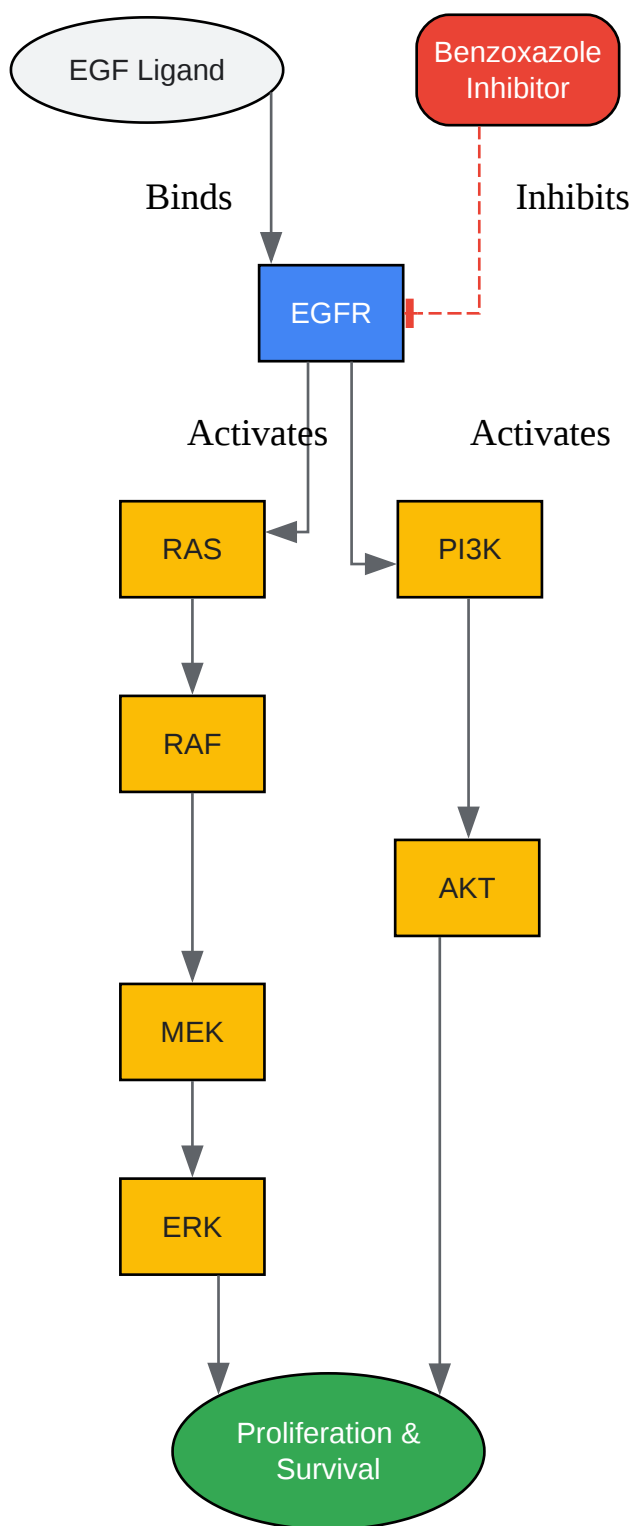 EGF Ligand
Benzoxazole
Inhibitor
Binds
Inhibits
EGFR
Activates
Activates
RAS
PI3K
RAF
AKT
MEK
ERK
Proliferation &
Survival